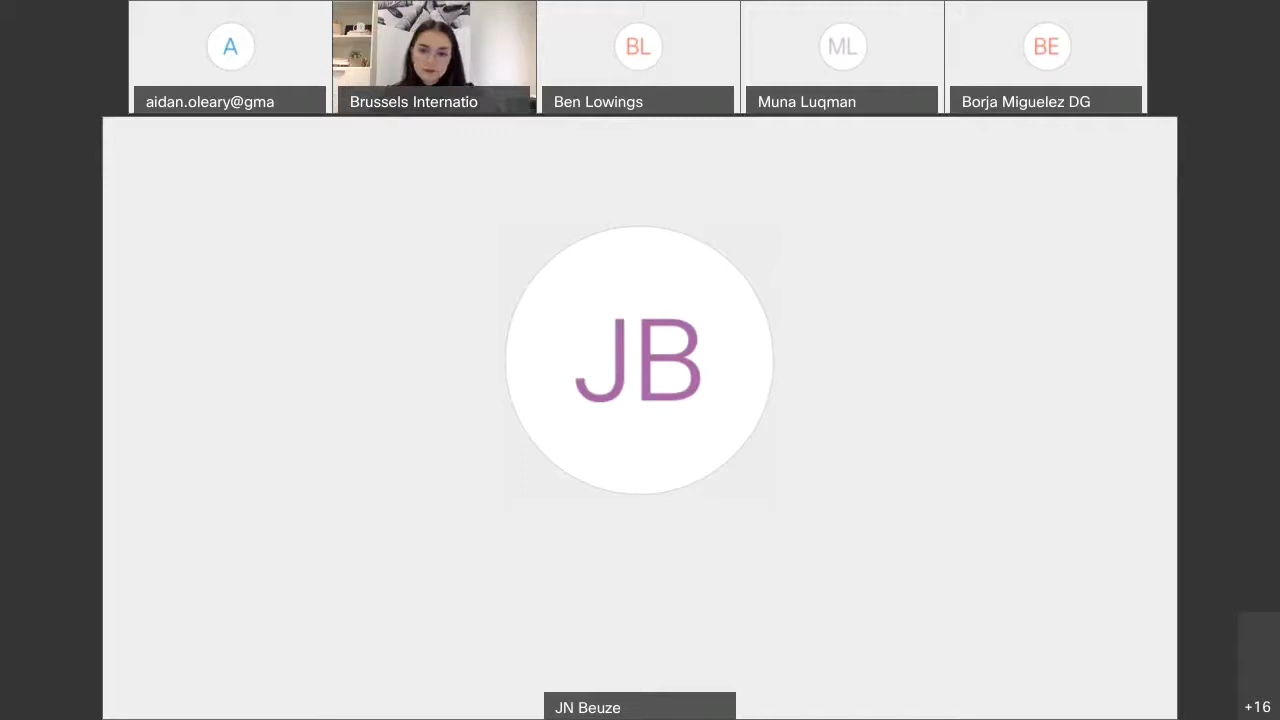 A
BL
ML
BE
aidan.oleary@gma
Brussels Internatio
Ben Lowings
Muna Luqman
Borja Miguelez DG
JB
JN Beuze
+16